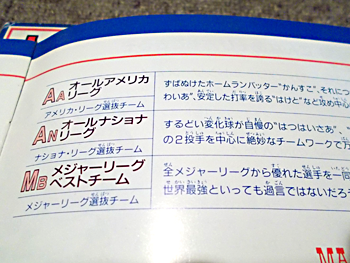 AA オールアメリカ
リーグ
アメリカ・リーグ選抜チーム
ずばぬけたホームランバッター“かんすこ”、それにつ
わいあ”、安定した打率を誇る“はけど”など攻め中心
AN オールナショナ
リーグ
ナショナ・リーグ選抜チーム
するどい変化球が自慢の“はつはいさあ”、“
の2投手を中心に絶妙なチームワークで万
MB メジャーリーグ
ベストチーム
メジャーリーグ選抜チーム
全メジャーリーグから優れた選手を一同
世界最強といっても過言ではないだろ
MA